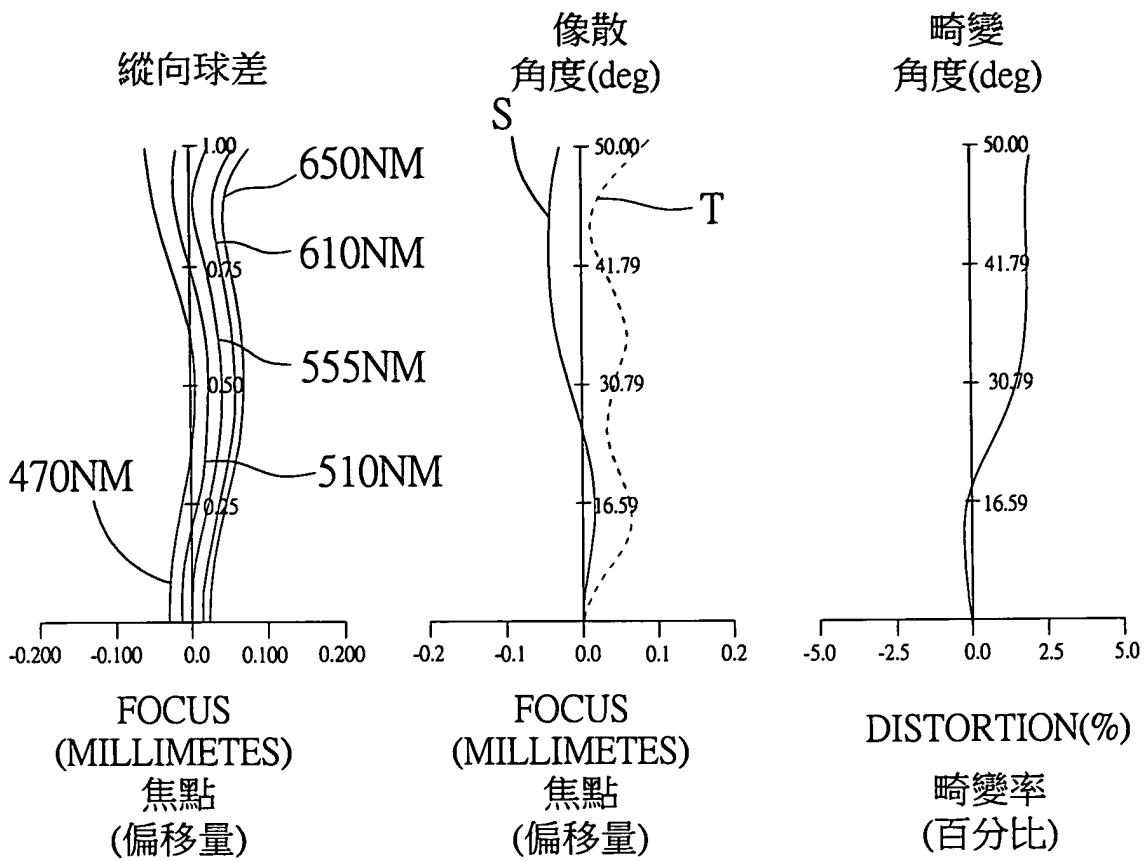 縱向球差
1.00
650NM
610NM
0.75
555NM
0.50
510NM
470NM
0.25
-0.200 -0.100 0.0 0.100 0.200
FOCUS
(MILLIMETES)
焦點
(偏移量)
像散
角度(deg)
S
50.00
T
41.79
30.79
16.59
-0.2 -0.1 0.0 0.1 0.2
FOCUS
(MILLIMETES)
焦點
(偏移量)
畸變
角度(deg)
50.00
41.79
30.79
16.59
-5.0 -2.5 0.0 2.5 5.0
DISTORTION(%)
畸變率
(百分比)